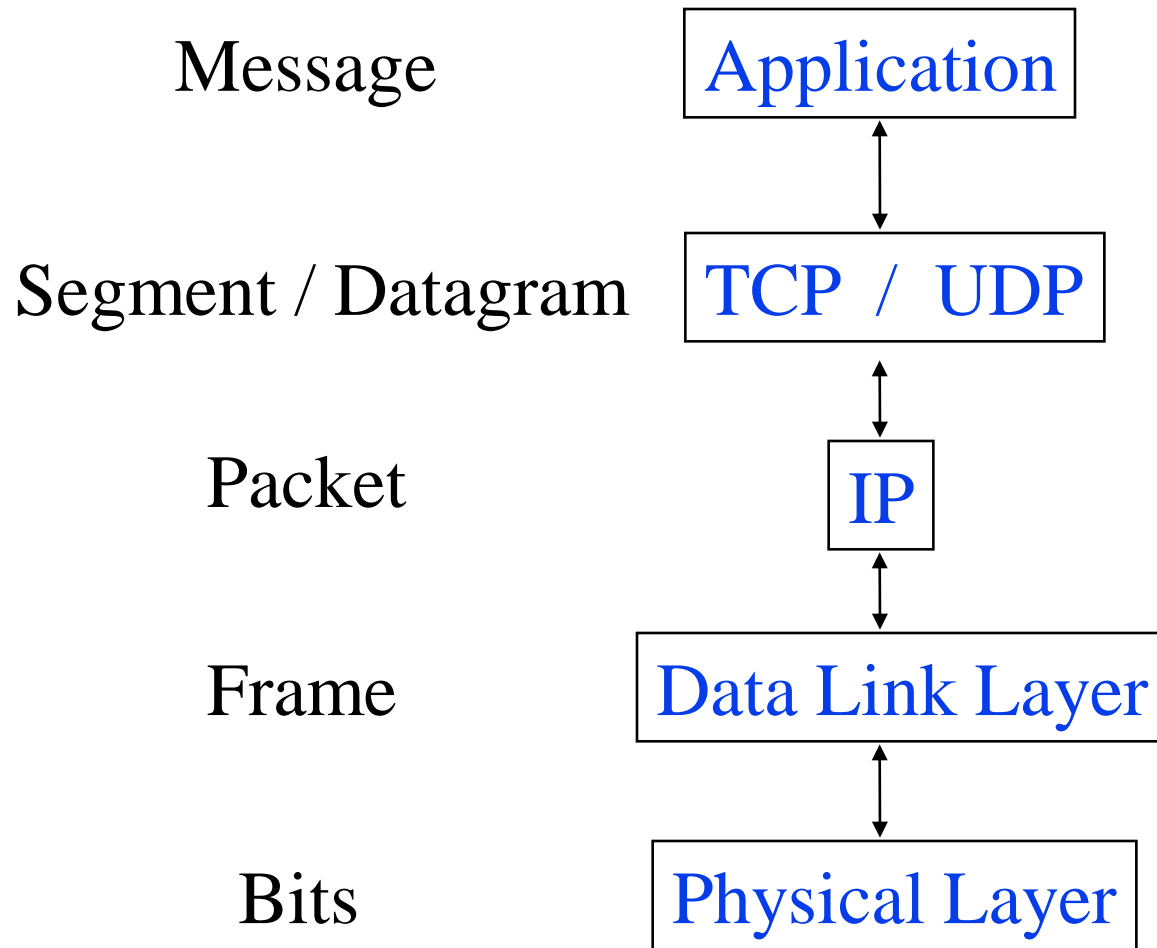 Message Application
Segment / Datagram TCP / UDP
Packet IP
Frame Data Link Layer
Bits Physical Layer